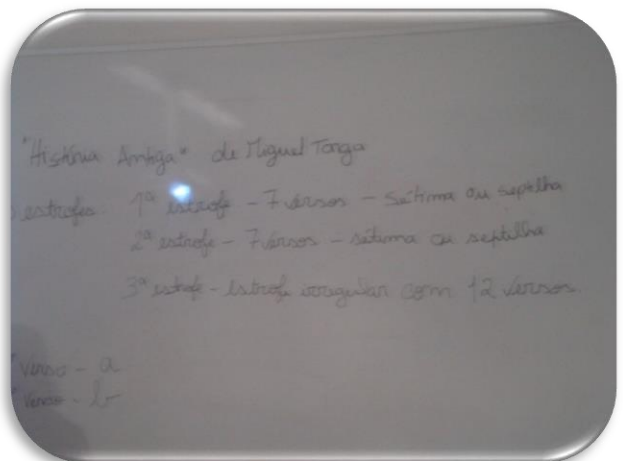 "História Antiga" de Miguel Torga
estrofes 1ª estrofe - 7 versos - sétima ou septilha
2ª estrofe - 7 versos - sétima ou septilha
3ª estrofe - Estrofe irregular com 12 versos.
verso - a
verso - b